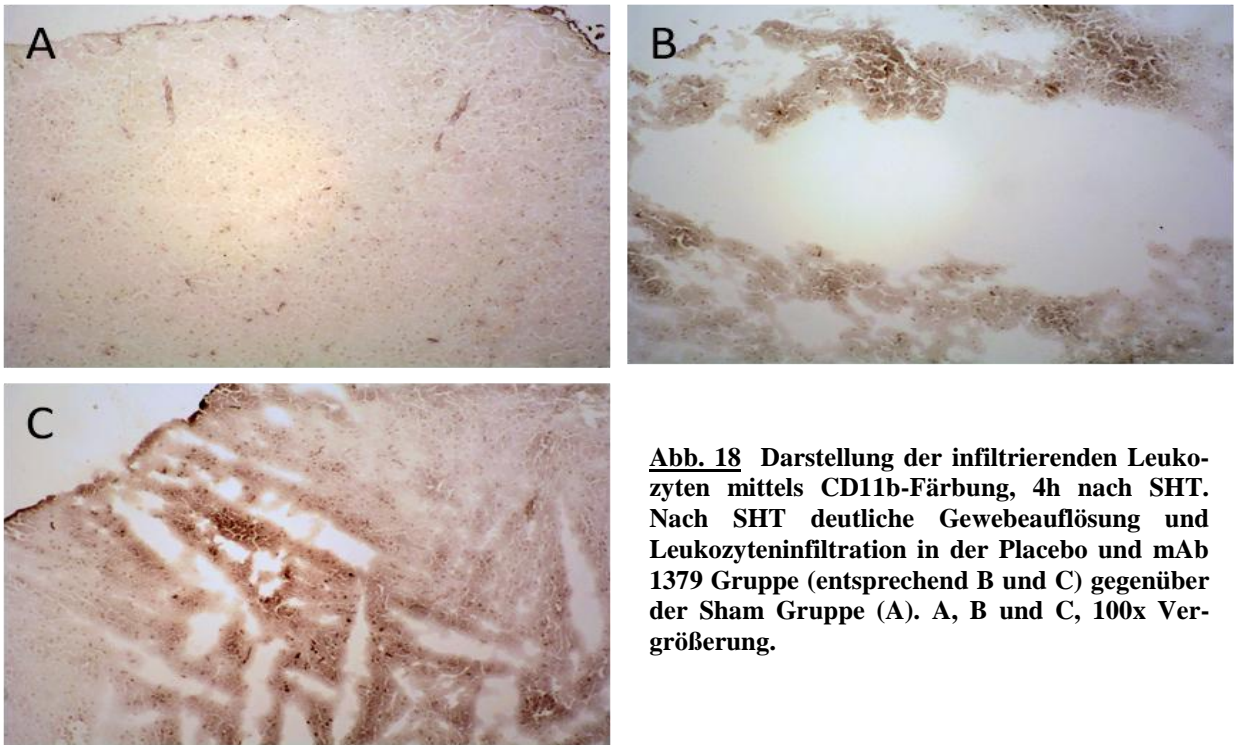 A
B
C
Abb. 18 Darstellung der infiltrierenden Leuko-
zyten mittels CD11b-Färbung, 4h nach SHT.
Nach SHT deutliche Gewebeauflösung und
Leukozyteninfiltration in der Placebo und mAb
1379 Gruppe (entsprechend B und C) gegenüber
der Sham Gruppe (A). A, B und C, 100x Ver-
größerung.